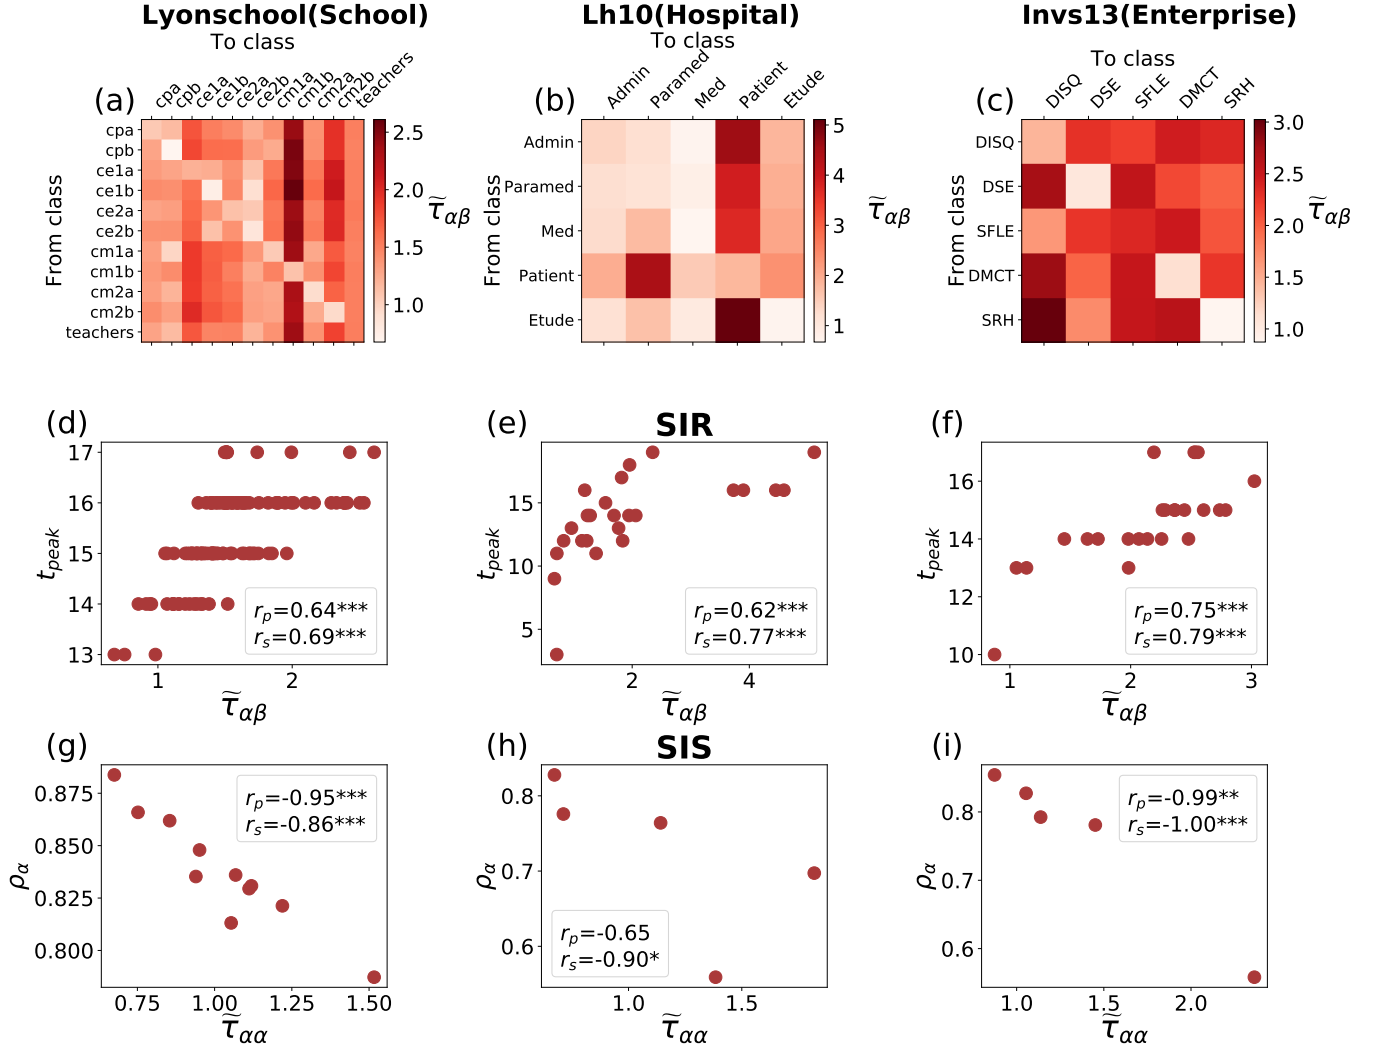 Lyonschool(School)
Lh10(Hospital)
Invs13(Enterprise)
To class
To class
To class
(a)
cpa
cpb
ce1a
ce1b
ce2a
ce2b
cm1a
cm1b
cm2a
cm2b
teachers
From class
cpa
cpb
ce1a
ce1b
ce2a
ce2b
cm1a
cm1b
cm2a
cm2b
teachers
2.5
2.0
1.5
1.0
τ̃αβ
(b)
Admin
Paramed
Med
Patient
Etude
From class
Admin
Paramed
Med
Patient
Etude
5
4
3
2
1
τ̃αβ
(c)
DISQ
DSE
SFLE
DMCT
SRH
From class
DISQ
DSE
SFLE
DMCT
SRH
3.0
2.5
2.0
1.5
1.0
τ̃αβ
SIR
(d)
tpeak
17
16
15
14
13
rp=0.64***
rs=0.69***
1 2
τ̃αβ
(e)
tpeak
15
10
5
rp=0.62***
rs=0.77***
2 4
τ̃αβ
(f)
tpeak
16
14
12
10
rp=0.75***
rs=0.79***
1 2 3
τ̃αβ
SIS
(g)
ρα
0.875
0.850
0.825
0.800
rp=-0.95***
rs=-0.86***
0.75 1.00 1.25 1.50
τ̃αα
(h)
ρα
0.8
0.7
0.6
rp=-0.65
rs=-0.90*
1.0 1.5
τ̃αα
(i)
ρα
0.8
0.7
0.6
rp=-0.99**
rs=-1.00***
1.0 1.5 2.0
τ̃αα